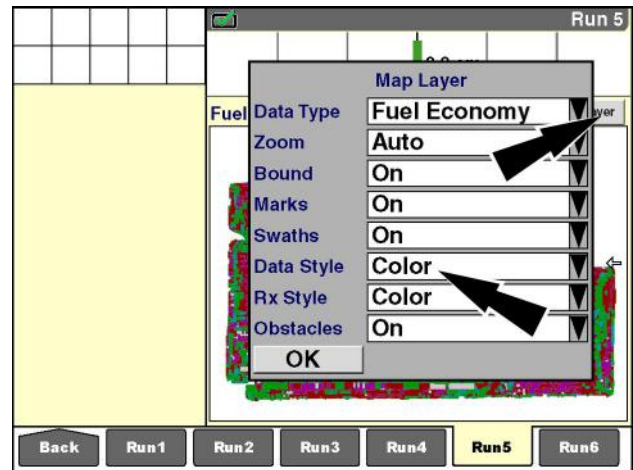 Run 5
Map Layer
Fuel
Data Type
Fuel Economy
Zoom
Auto
Bound
On
Marks
On
Swaths
On
Data Style
Color
Rx Style
Color
Obstacles
On
OK
Back
Run1
Run2
Run3
Run4
Run5
Run6